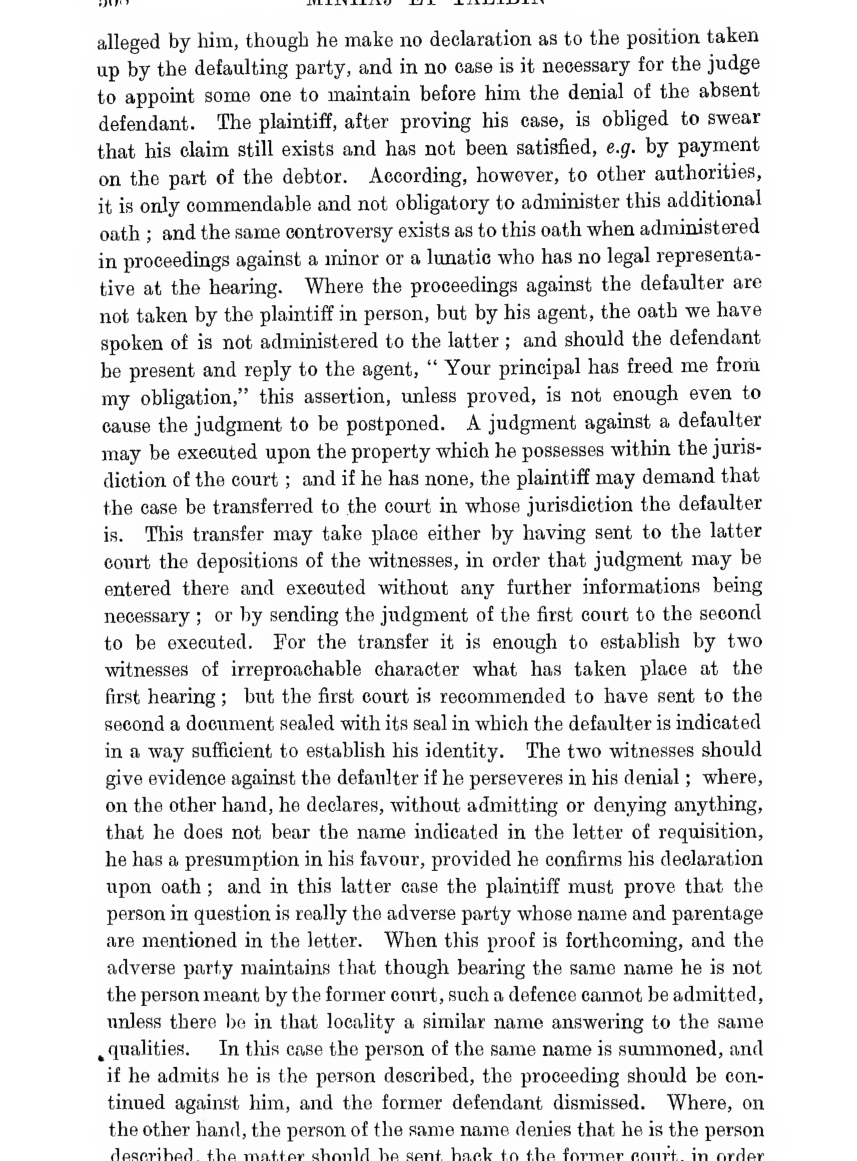 MINHAJ ET TALIBIN
alleged by him, though he make no declaration as to the position taken
up by the defaulting party, and in no case is it necessary for the judge
to appoint some one to maintain before him the denial of the absent
defendant. The plaintiff, after proving his case, is obliged to swear
that his claim still exists and has not been satisfied, e.g. by payment
on the part of the debtor. According, however, to other authorities,
it is only commendable and not obligatory to administer this additional
oath ; and the same controversy exists as to this oath when administered
in proceedings against a minor or a lunatic who has no legal representa-
tive at the hearing. Where the proceedings against the defaulter are
not taken by the plaintiff in person, but by his agent, the oath we have
spoken of is not administered to the latter ; and should the defendant
be present and reply to the agent, “ Your principal has freed me from
my obligation,” this assertion, unless proved, is not enough even to
cause the judgment to be postponed. A judgment against a defaulter
may be executed upon the property which he possesses within the juris-
diction of the court ; and if he has none, the plaintiff may demand that
the case be transferred to the court in whose jurisdiction the defaulter
is. This transfer may take place either by having sent to the latter
court the depositions of the witnesses, in order that judgment may be
entered there and executed without any further informations being
necessary ; or by sending the judgment of the first court to the second
to be executed. For the transfer it is enough to establish by two
witnesses of irreproachable character what has taken place at the
first hearing ; but the first court is recommended to have sent to the
second a document sealed with its seal in which the defaulter is indicated
in a way sufficient to establish his identity. The two witnesses should
give evidence against the defaulter if he perseveres in his denial ; where,
on the other hand, he declares, without admitting or denying anything,
that he does not bear the name indicated in the letter of requisition,
he has a presumption in his favour, provided he confirms his declaration
upon oath ; and in this latter case the plaintiff must prove that the
person in question is really the adverse party whose name and parentage
are mentioned in the letter. When this proof is forthcoming, and the
adverse party maintains that though bearing the same name he is not
the person meant by the former court, such a defence cannot be admitted,
unless there be in that locality a similar name answering to the same
qualities. In this case the person of the same name is summoned, and
if he admits he is the person described, the proceeding should be con-
tinued against him, and the former defendant dismissed. Where, on
the other hand, the person of the same name denies that he is the person
described, the matter should be sent back to the former court, in order